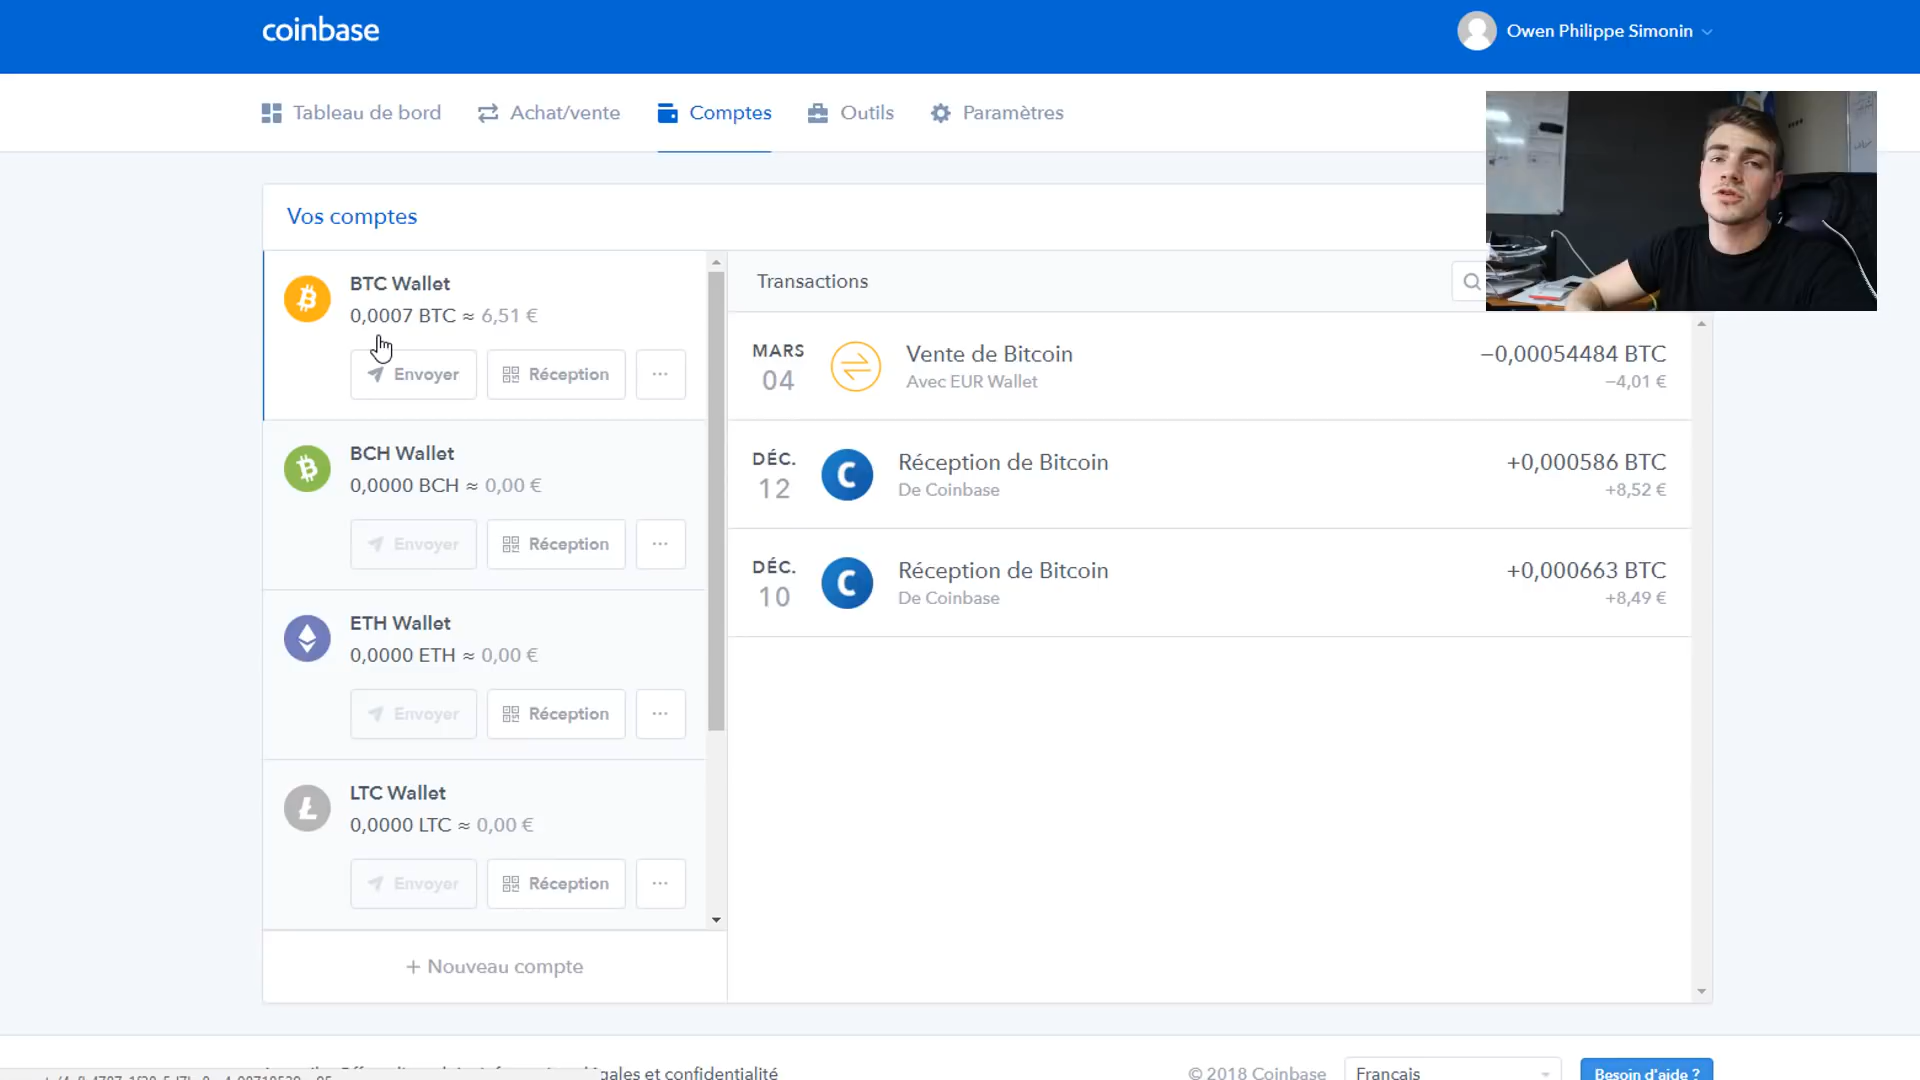 coinbase
Owen Philippe Simonin
Tableau de bord
Achat/vente
Comptes
Outils
Paramètres
Vos comptes
BTC Wallet
0,0007 BTC ≈ 6,51 €
Envoyer
Réception
...
BCH Wallet
0,0000 BCH ≈ 0,00 €
Envoyer
Réception
...
ETH Wallet
0,0000 ETH ≈ 0,00 €
Envoyer
Réception
...
LTC Wallet
0,0000 LTC ≈ 0,00 €
Envoyer
Réception
...
+ Nouveau compte
Transactions
MARS
04
Vente de Bitcoin
Avec EUR Wallet
−0,00054484 BTC
−4,01 €
DÉC.
12
Réception de Bitcoin
De Coinbase
+0,000586 BTC
+8,52 €
DÉC.
10
Réception de Bitcoin
De Coinbase
+0,000663 BTC
+8,49 €
et confidentialité
© 2018 Coinbase
Français
Besoin d'aide ?